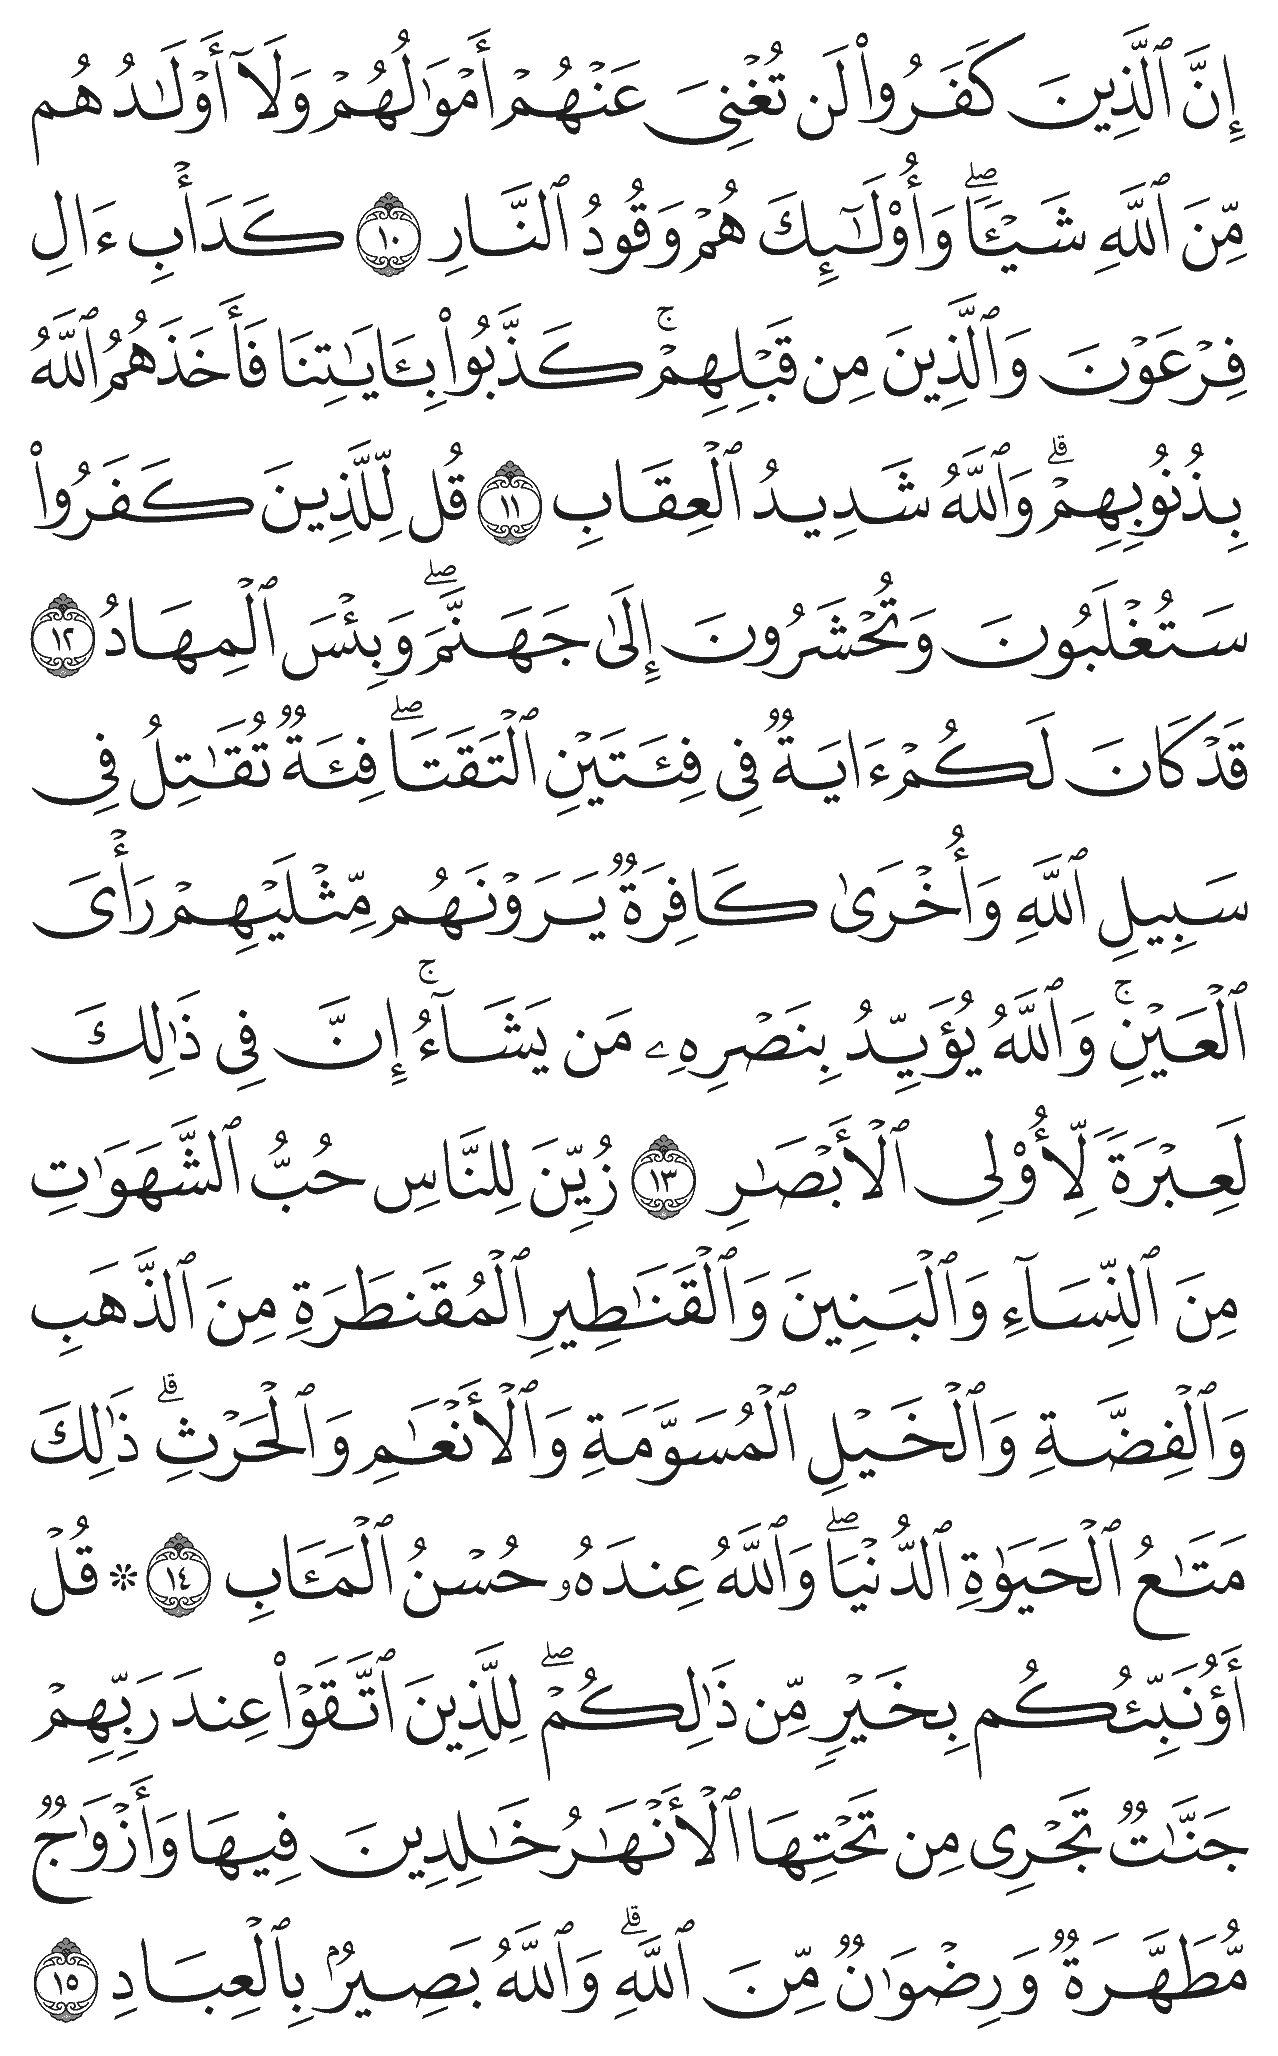 إِنَّ ٱلَّذِينَ كَفَرُوا۟ لَن تُغْنِىَ عَنْهُمْ أَمْوَٰلُهُمْ وَلَآ أَوْلَـٰدُهُم
مِّنَ ٱللَّهِ شَيْـًٔا ۖ وَأُو۟لَـٰٓئِكَ هُمْ وَقُودُ ٱلنَّارِ ١٠ كَدَأْبِ ءَالِ
فِرْعَوْنَ وَٱلَّذِينَ مِن قَبْلِهِمْ ۚ كَذَّبُوا۟ بِـَٔايَـٰتِنَا فَأَخَذَهُمُ ٱللَّهُ
بِذُنُوبِهِمْ ۗ وَٱللَّهُ شَدِيدُ ٱلْعِقَابِ ١١ قُل لِّلَّذِينَ كَفَرُوا۟
سَتُغْلَبُونَ وَتُحْشَرُونَ إِلَىٰ جَهَنَّمَ ۖ وَبِئْسَ ٱلْمِهَادُ ١٢
قَدْ كَانَ لَكُمْ ءَايَةٌ فِى فِئَتَيْنِ ٱلْتَقَتَا ۖ فِئَةٌ تُقَـٰتِلُ فِى
سَبِيلِ ٱللَّهِ وَأُخْرَىٰ كَافِرَةٌ يَرَوْنَهُم مِّثْلَيْهِمْ رَأْىَ
ٱلْعَيْنِ ۚ وَٱللَّهُ يُؤَيِّدُ بِنَصْرِهِۦ مَن يَشَآءُ ۚ إِنَّ فِى ذَٰلِكَ
لَعِبْرَةً لِّأُو۟لِى ٱلْأَبْصَـٰرِ ١٣ زُيِّنَ لِلنَّاسِ حُبُّ ٱلشَّهَوَٰتِ
مِنَ ٱلنِّسَآءِ وَٱلْبَنِينَ وَٱلْقَنَـٰطِيرِ ٱلْمُقَنطَرَةِ مِنَ ٱلذَّهَبِ
وَٱلْفِضَّةِ وَٱلْخَيْلِ ٱلْمُسَوَّمَةِ وَٱلْأَنْعَـٰمِ وَٱلْحَرْثِ ۗ ذَٰلِكَ
مَتَـٰعُ ٱلْحَيَوٰةِ ٱلدُّنْيَا ۖ وَٱللَّهُ عِندَهُۥ حُسْنُ ٱلْمَـَٔابِ ١٤ ۞ قُلْ
أَؤُنَبِّئُكُم بِخَيْرٍ مِّن ذَٰلِكُمْ ۖ لِلَّذِينَ ٱتَّقَوْا۟ عِندَ رَبِّهِمْ
جَنَّـٰتٌ تَجْرِى مِن تَحْتِهَا ٱلْأَنْهَـٰرُ خَـٰلِدِينَ فِيهَا وَأَزْوَٰجٌ
مُّطَهَّرَةٌ وَرِضْوَٰنٌ مِّنَ ٱللَّهِ ۗ وَٱللَّهُ بَصِيرٌۢ بِٱلْعِبَادِ ١٥